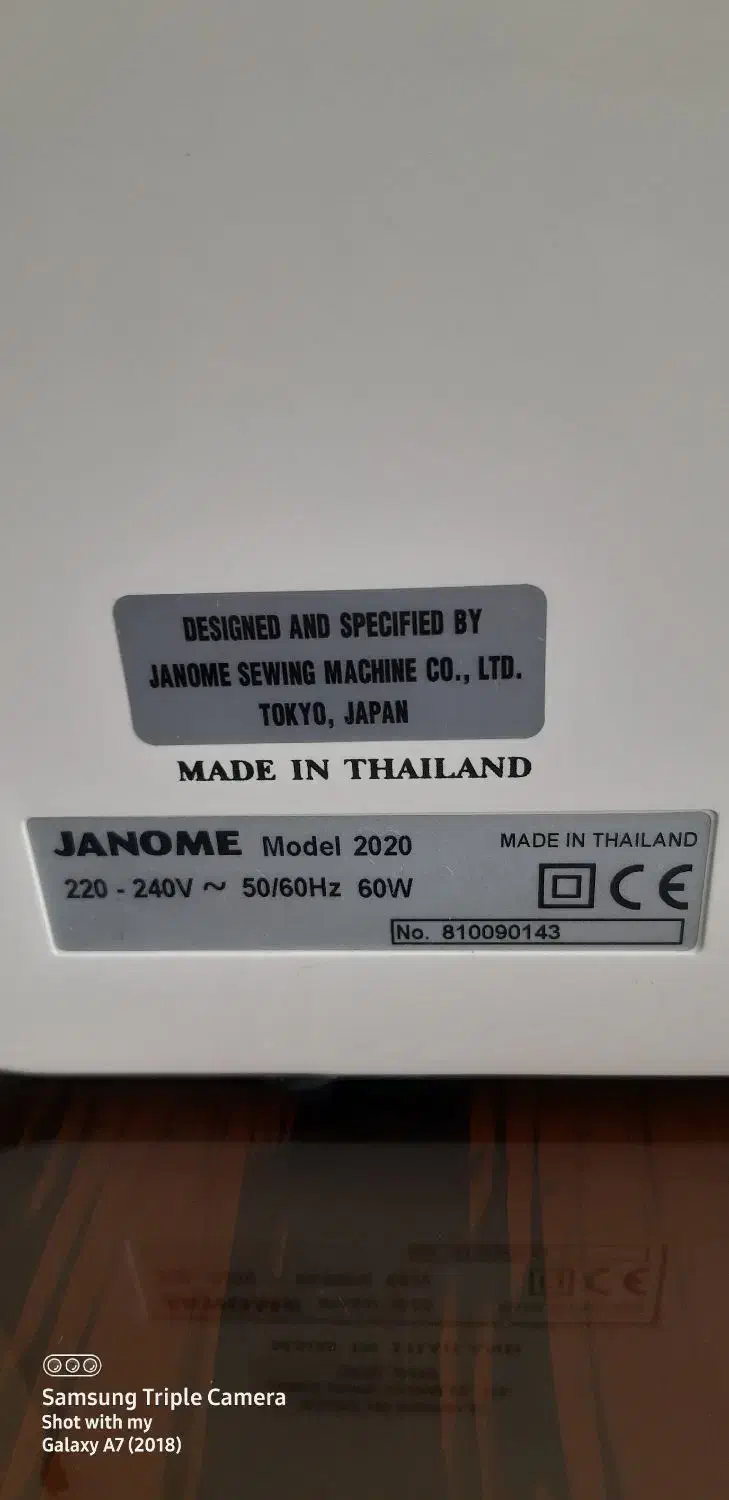 DESIGNED AND SPECIFIED BY
JANOME SEWING MACHINE CO., LTD.
TOKYO, JAPAN
MADE IN THAILAND
JANOME Model 2020 MADE IN THAILAND
220 - 240V ~ 50/60Hz 60W CE
No. 810090143
Samsung Triple Camera
Shot with my
Galaxy A7 (2018)